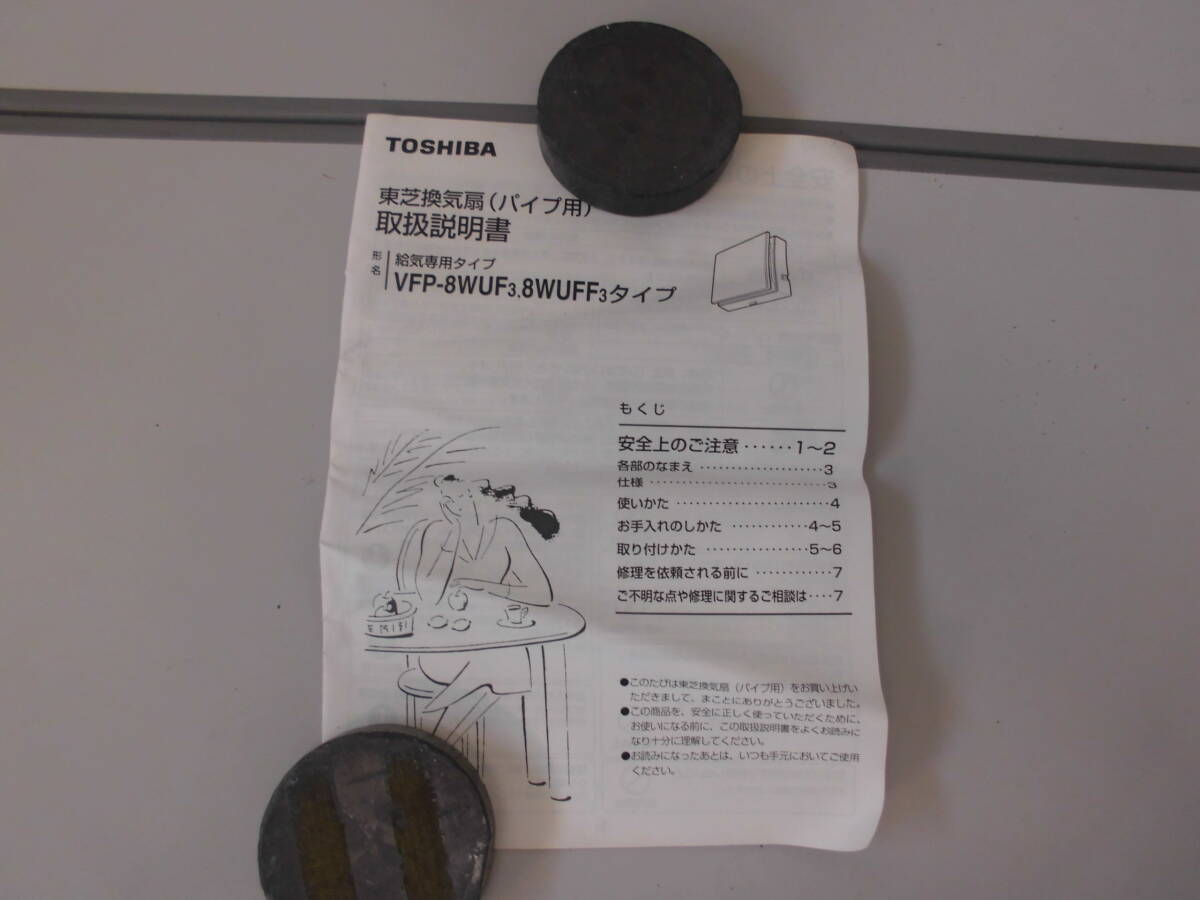 TOSHIBA
東芝換気扇(パイプ用)
取扱説明書
形名
給気専用タイプ
VFP-8WUF3、8WUFF3タイプ
もくじ
安全上のご注意 ······1~2
各部のなまえ ····················3
仕様 ····························3
使いかた ························4
お手入れのしかた ············4~5
取り付けかた ················5~6
修理を依頼される前に ············7
ご不明な点や修理に関するご相談は····7
●このたびは東芝換気扇(パイプ用)をお買い上げい
ただきまして、まことにありがとうございました。
●この商品を、安全に正しく使っていただくために、
お使いになる前に、この取扱説明書をよくお読みに
なり十分に理解してください。
●お読みになったあとは、いつも手元においてご使用
ください。